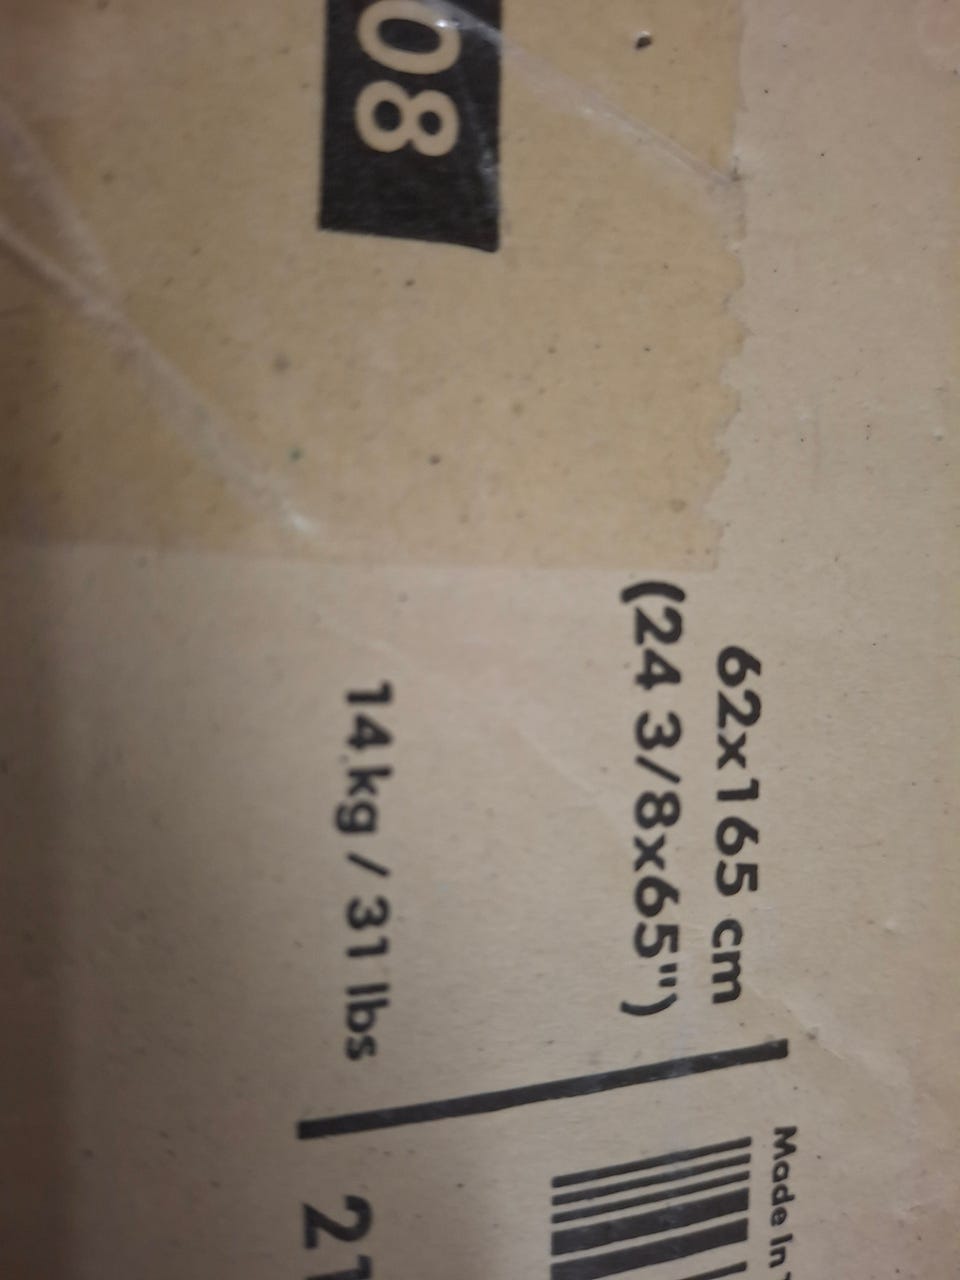 08
62x165 cm
(24 3/8x65")
14 kg / 31 lbs
Made In
21